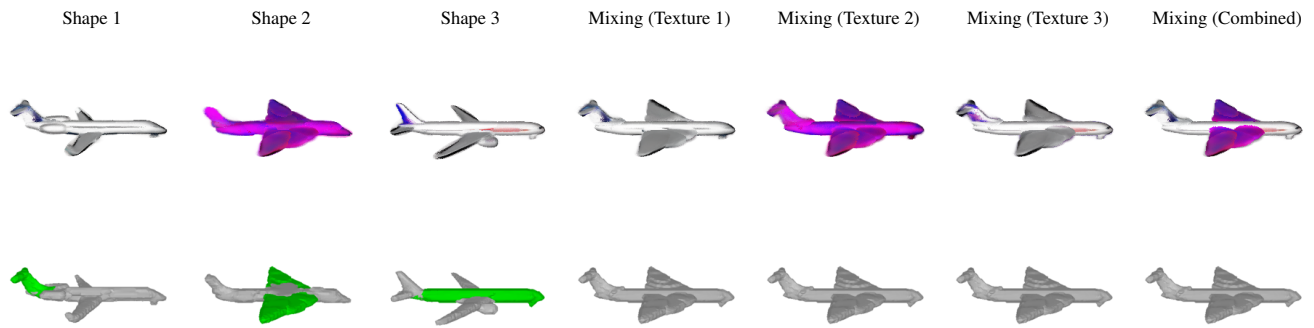 Shape 1 Shape 2 Shape 3 Mixing (Texture 1) Mixing (Texture 2) Mixing (Texture 3) Mixing (Combined)